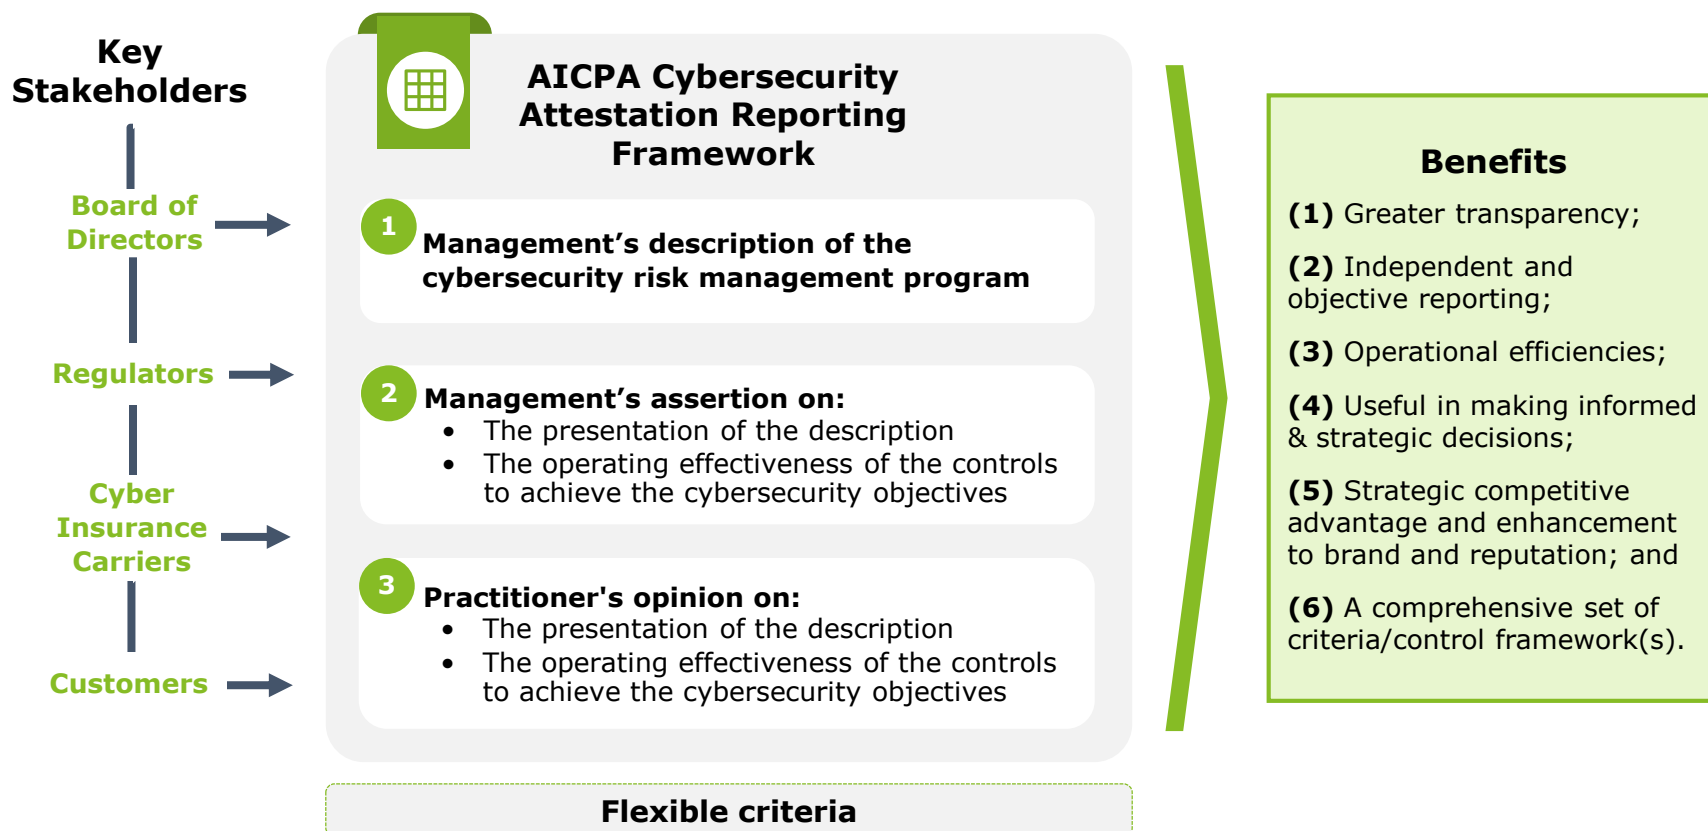 Key
Stakeholders
Board of
Directors
Regulators
Cyber
Insurance
Carriers
Customers
AICPA Cybersecurity
Attestation Reporting
Framework
1
Management’s description of the
cybersecurity risk management program
2
Management’s assertion on:
• The presentation of the description
• The operating effectiveness of the controls
to achieve the cybersecurity objectives
3
Practitioner's opinion on:
• The presentation of the description
• The operating effectiveness of the controls
to achieve the cybersecurity objectives
Flexible criteria
Benefits
(1) Greater transparency;
(2) Independent and
objective reporting;
(3) Operational efficiencies;
(4) Useful in making informed
& strategic decisions;
(5) Strategic competitive
advantage and enhancement
to brand and reputation; and
(6) A comprehensive set of
criteria/control framework(s).